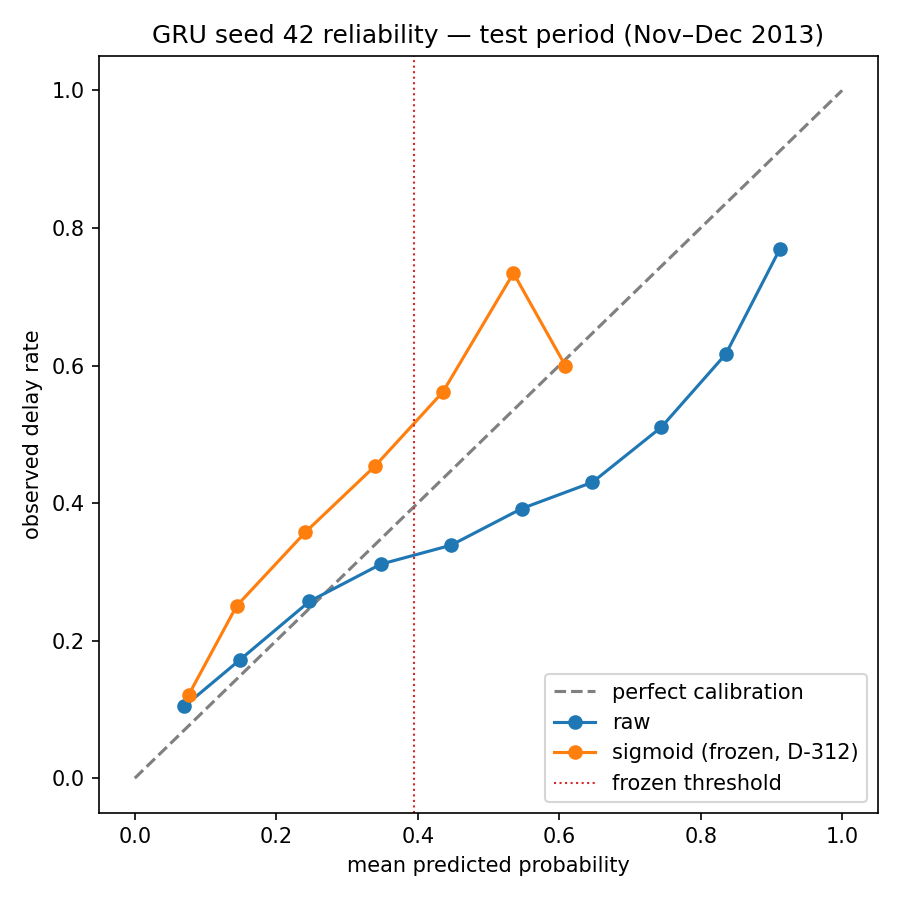 GRU seed 42 reliability — test period (Nov–Dec 2013)
1.0
0.8
0.6
0.4
0.2
0.0
observed delay rate
perfect calibration
raw
sigmoid (frozen, D-312)
frozen threshold
0.0 0.2 0.4 0.6 0.8 1.0
mean predicted probability